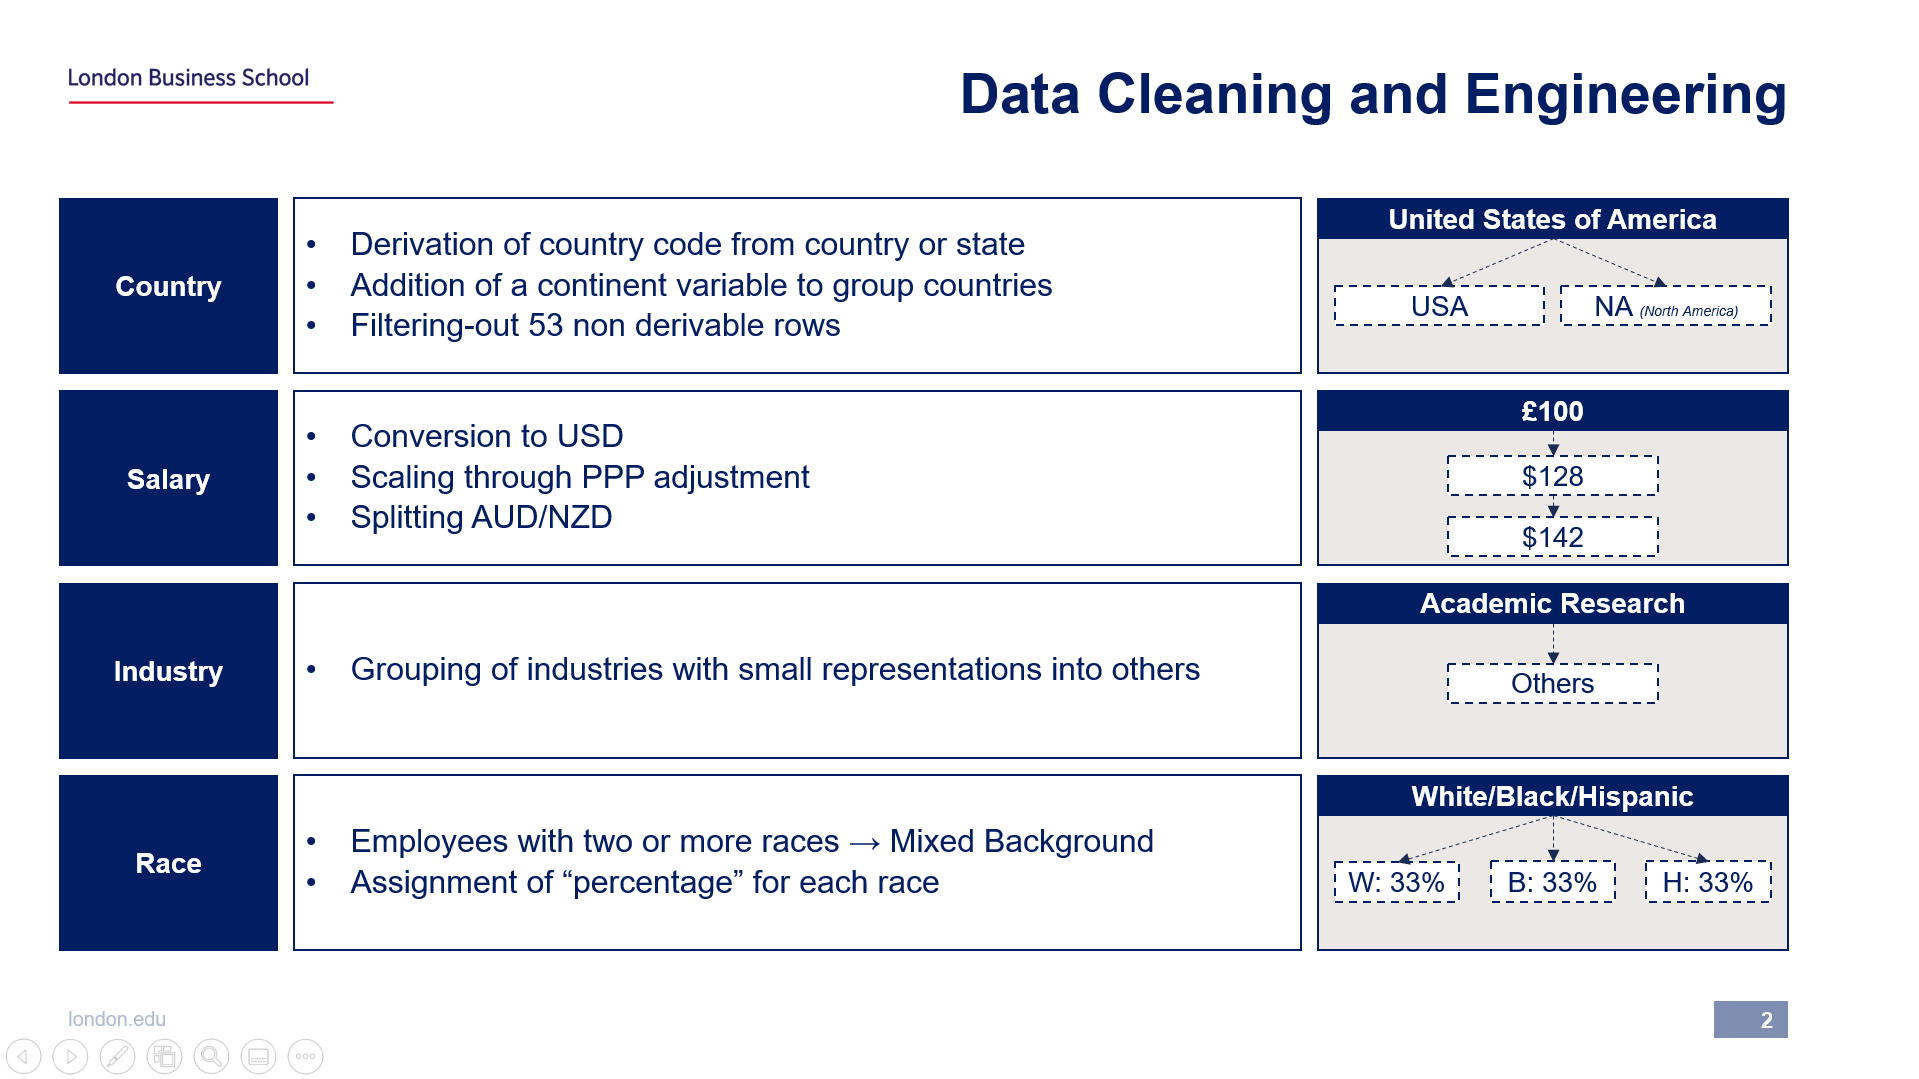 London Business School
Data Cleaning and Engineering
Country
• Derivation of country code from country or state
• Addition of a continent variable to group countries
• Filtering-out 53 non derivable rows
United States of America
USA
NA (North America)
Salary
• Conversion to USD
• Scaling through PPP adjustment
• Splitting AUD/NZD
£100
$128
$142
Industry
• Grouping of industries with small representations into others
Academic Research
Others
Race
• Employees with two or more races → Mixed Background
• Assignment of “percentage” for each race
White/Black/Hispanic
W: 33%
B: 33%
H: 33%
london.edu
2